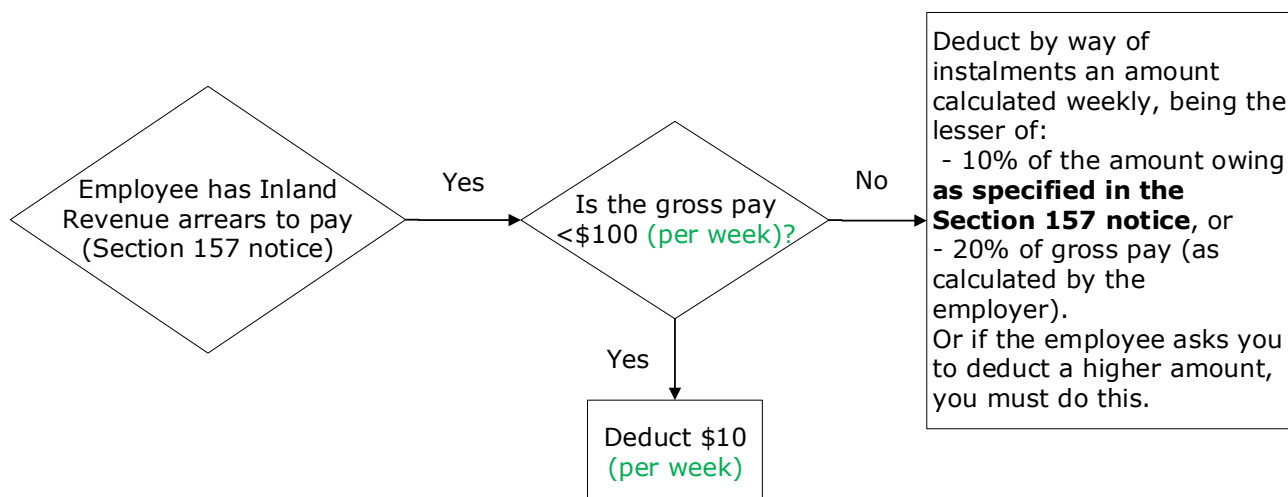 Employee has Inland
Revenue arrears to pay
(Section 157 notice)
Yes
Is the gross pay
<$100 (per week)?
No
Deduct by way of
instalments an amount
calculated weekly, being the
lesser of:
- 10% of the amount owing
as specified in the
Section 157 notice, or
- 20% of gross pay (as
calculated by the
employer).
Or if the employee asks you
to deduct a higher amount,
you must do this.
Yes
Deduct $10
(per week)